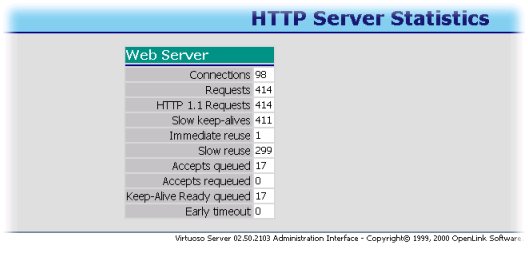 HTTP Server Statistics
Web Server
Connections 98
Requests 414
HTTP 1.1 Requests 414
Slow keep-alives 411
Immediate reuse 1
Slow reuse 299
Accepts queued 17
Accepts requeued 0
Keep-Alive Ready queued 17
Early timeout 0
Virtuoso Server 02.50.2103 Administration Interface - Copyright© 1999, 2000 OpenLink Software